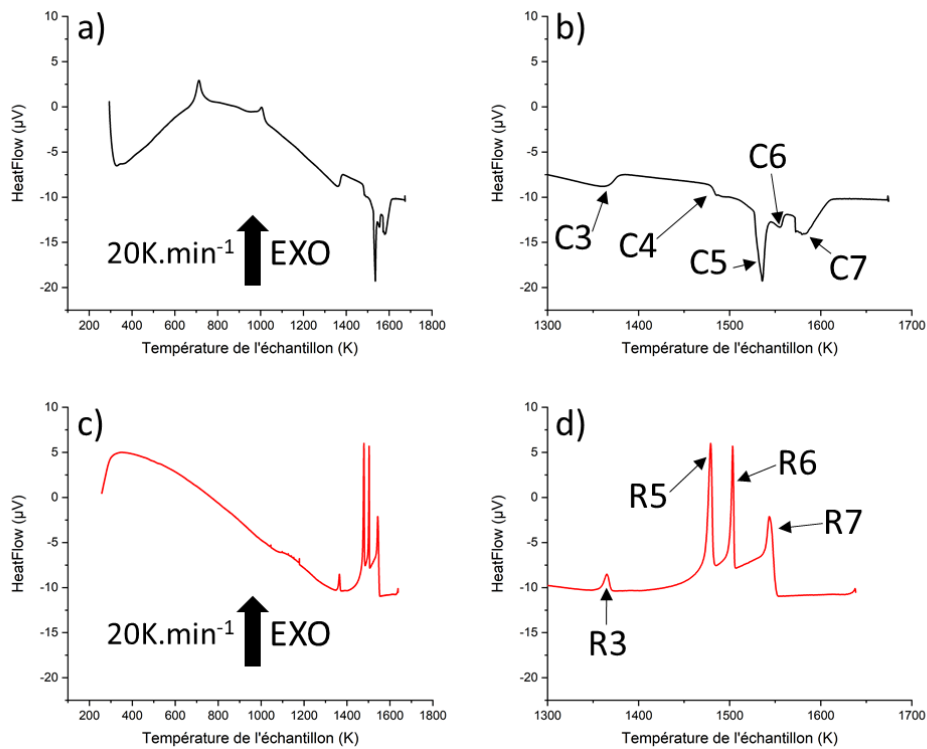 a)
10
5
0
-5
-10
-15
-20
HeatFlow (µV)
20K.min⁻¹ EXO
200 400 600 800 1000 1200 1400 1600 1800
Température de l'échantillon (K)
b)
10
5
0
-5
-10
-15
-20
HeatFlow (µV)
C3
C4
C5
C6
C7
1300 1400 1500 1600 1700
Température de l'échantillon (K)
c)
10
5
0
-5
-10
-15
-20
HeatFlow (µV)
20K.min⁻¹ EXO
200 400 600 800 1000 1200 1400 1600 1800
Température de l'échantillon (K)
d)
10
5
0
-5
-10
-15
-20
HeatFlow (µV)
R5
R6
R7
R3
1300 1400 1500 1600 1700
Température de l'échantillon (K)